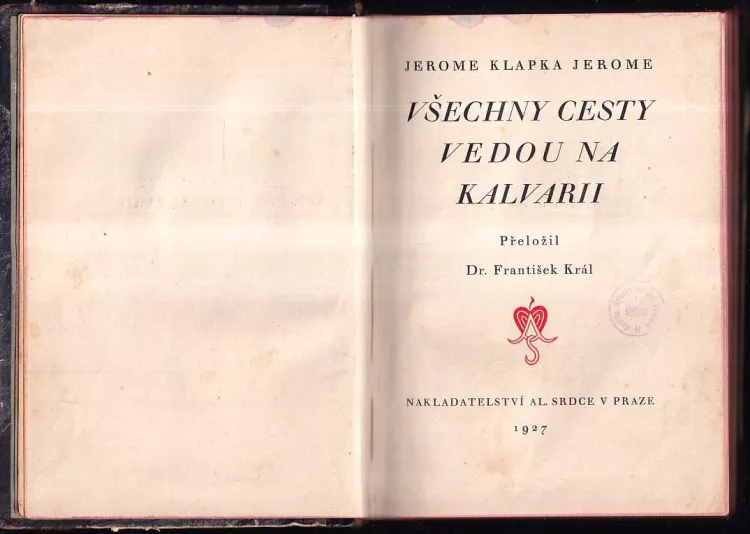 JEROME KLAPKA JEROME
VŠECHNY CESTY
VEDOU NA
KALVARII
Přeložil
Dr. František Král
NAKLADATELSTVÍ AL. SRDCE V PRAZE
1927